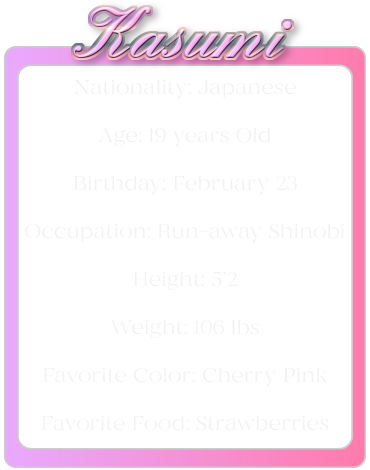 Kasumi
Nationality: Japanese
Age: 19 years Old
Birthday: February 23
Occupation: Run-away Shinobi
Height: 5'2
Weight: 106 lbs
Favorite Color: Cherry Pink
Favorite Food: Strawberries